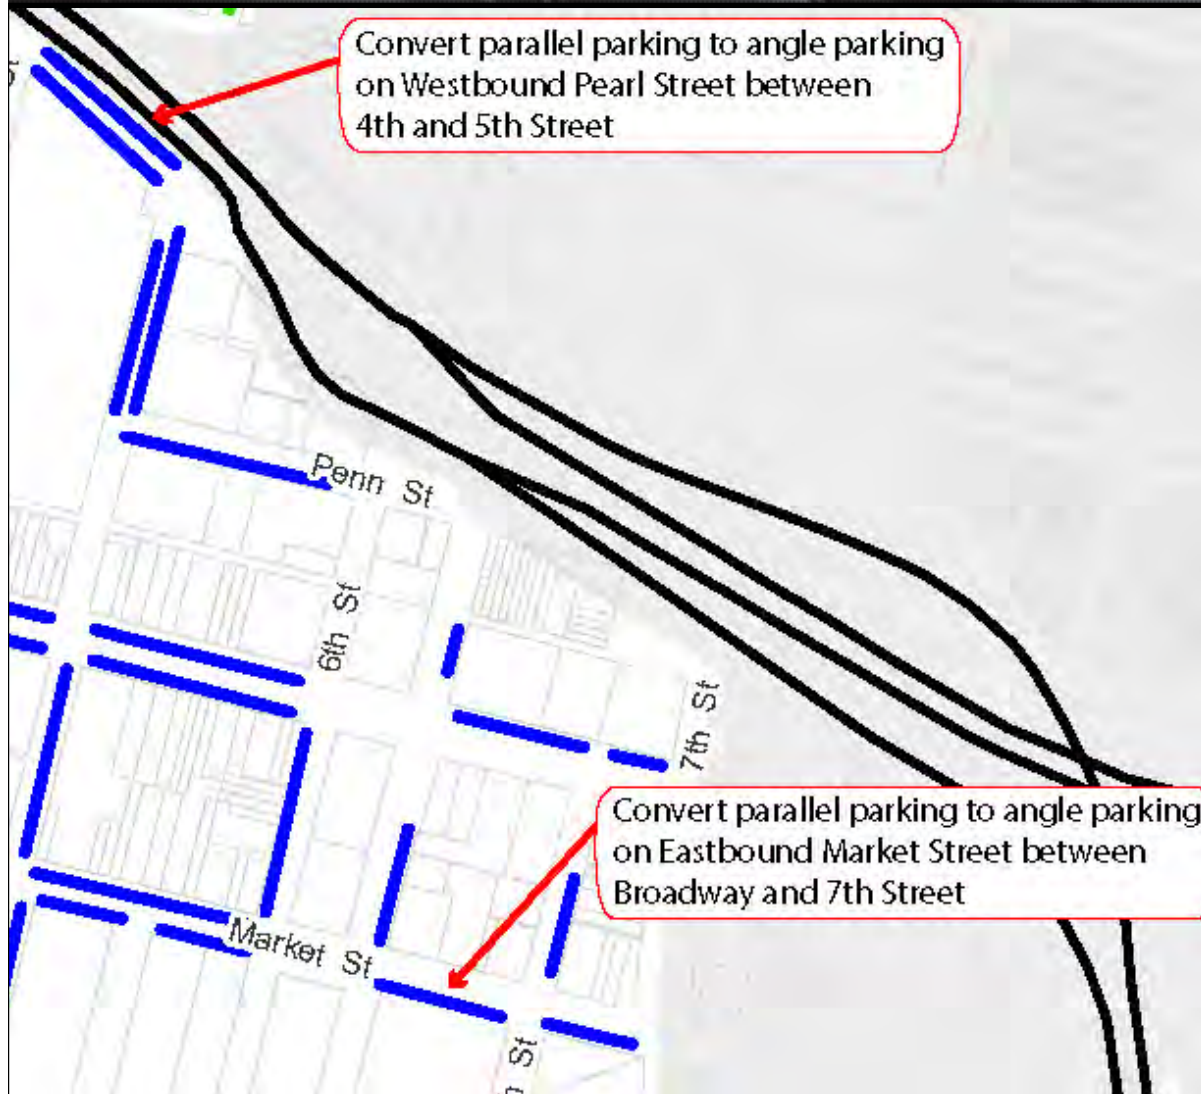 Convert parallel parking to angle parking
on Westbound Pearl Street between
4th and 5th Street
St
Penn St
6th St
7th St
Convert parallel parking to angle parking
on Eastbound Market Street between
Broadway and 7th Street
Market St
St